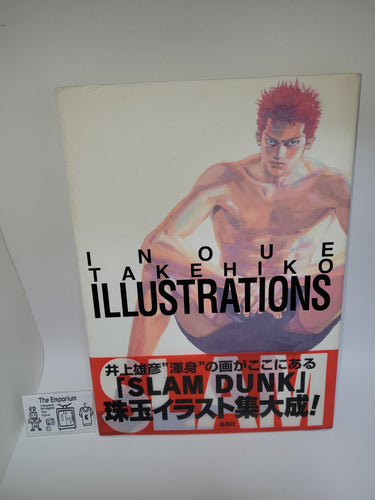 INOUE
TAKEHIKO
ILLUSTRATIONS
井上雄彦"渾身"の画がここにある
「SLAM DUNK」
珠玉イラスト集大成!
集英社
The Emporium